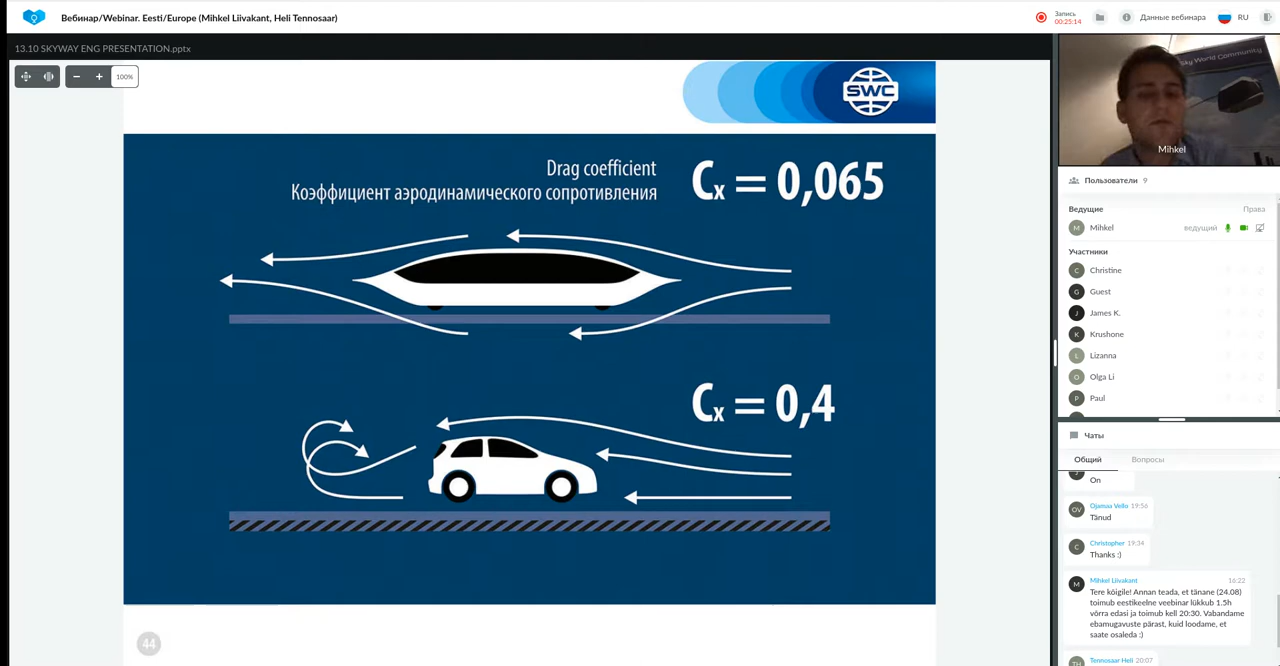 Вебинар/Webinar. Eesti/Europe (Mihkel Liivakant, Heli Tennosaar)
Запись
00:25:14
Данные вебинара
RU
13.10 SKYWAY ENG PRESENTATION.pptx
100%
SWC
Drag coefficient
Коэффициент аэродинамического сопротивления
Cx = 0,065
Cx = 0,4
44
Sky World Community
Mihkel
Пользователи 9
Ведущие
Права
M
Mihkel
ведущий
Участники
C
Christine
G
Guest
J
James K.
K
Krushone
L
Lizanna
O
Olga Li
P
Paul
Чаты
Общий
Вопросы
On
OV
Ojamaa Vello 19:56
Tänud
C
Christopher 19:34
Thanks :)
M
Mihkel Liivakant 16:22
Tere kõigile! Annan teada, et tänane (24.08)
toimub eestikeelne veebinar lükkub 1.5h
võrra edasi ja toimub kell 20:30. Vabandame
ebamugavuste pärast, kuid loodame, et
saate osaleda :)
TH
Tennosaar Heli 20:07